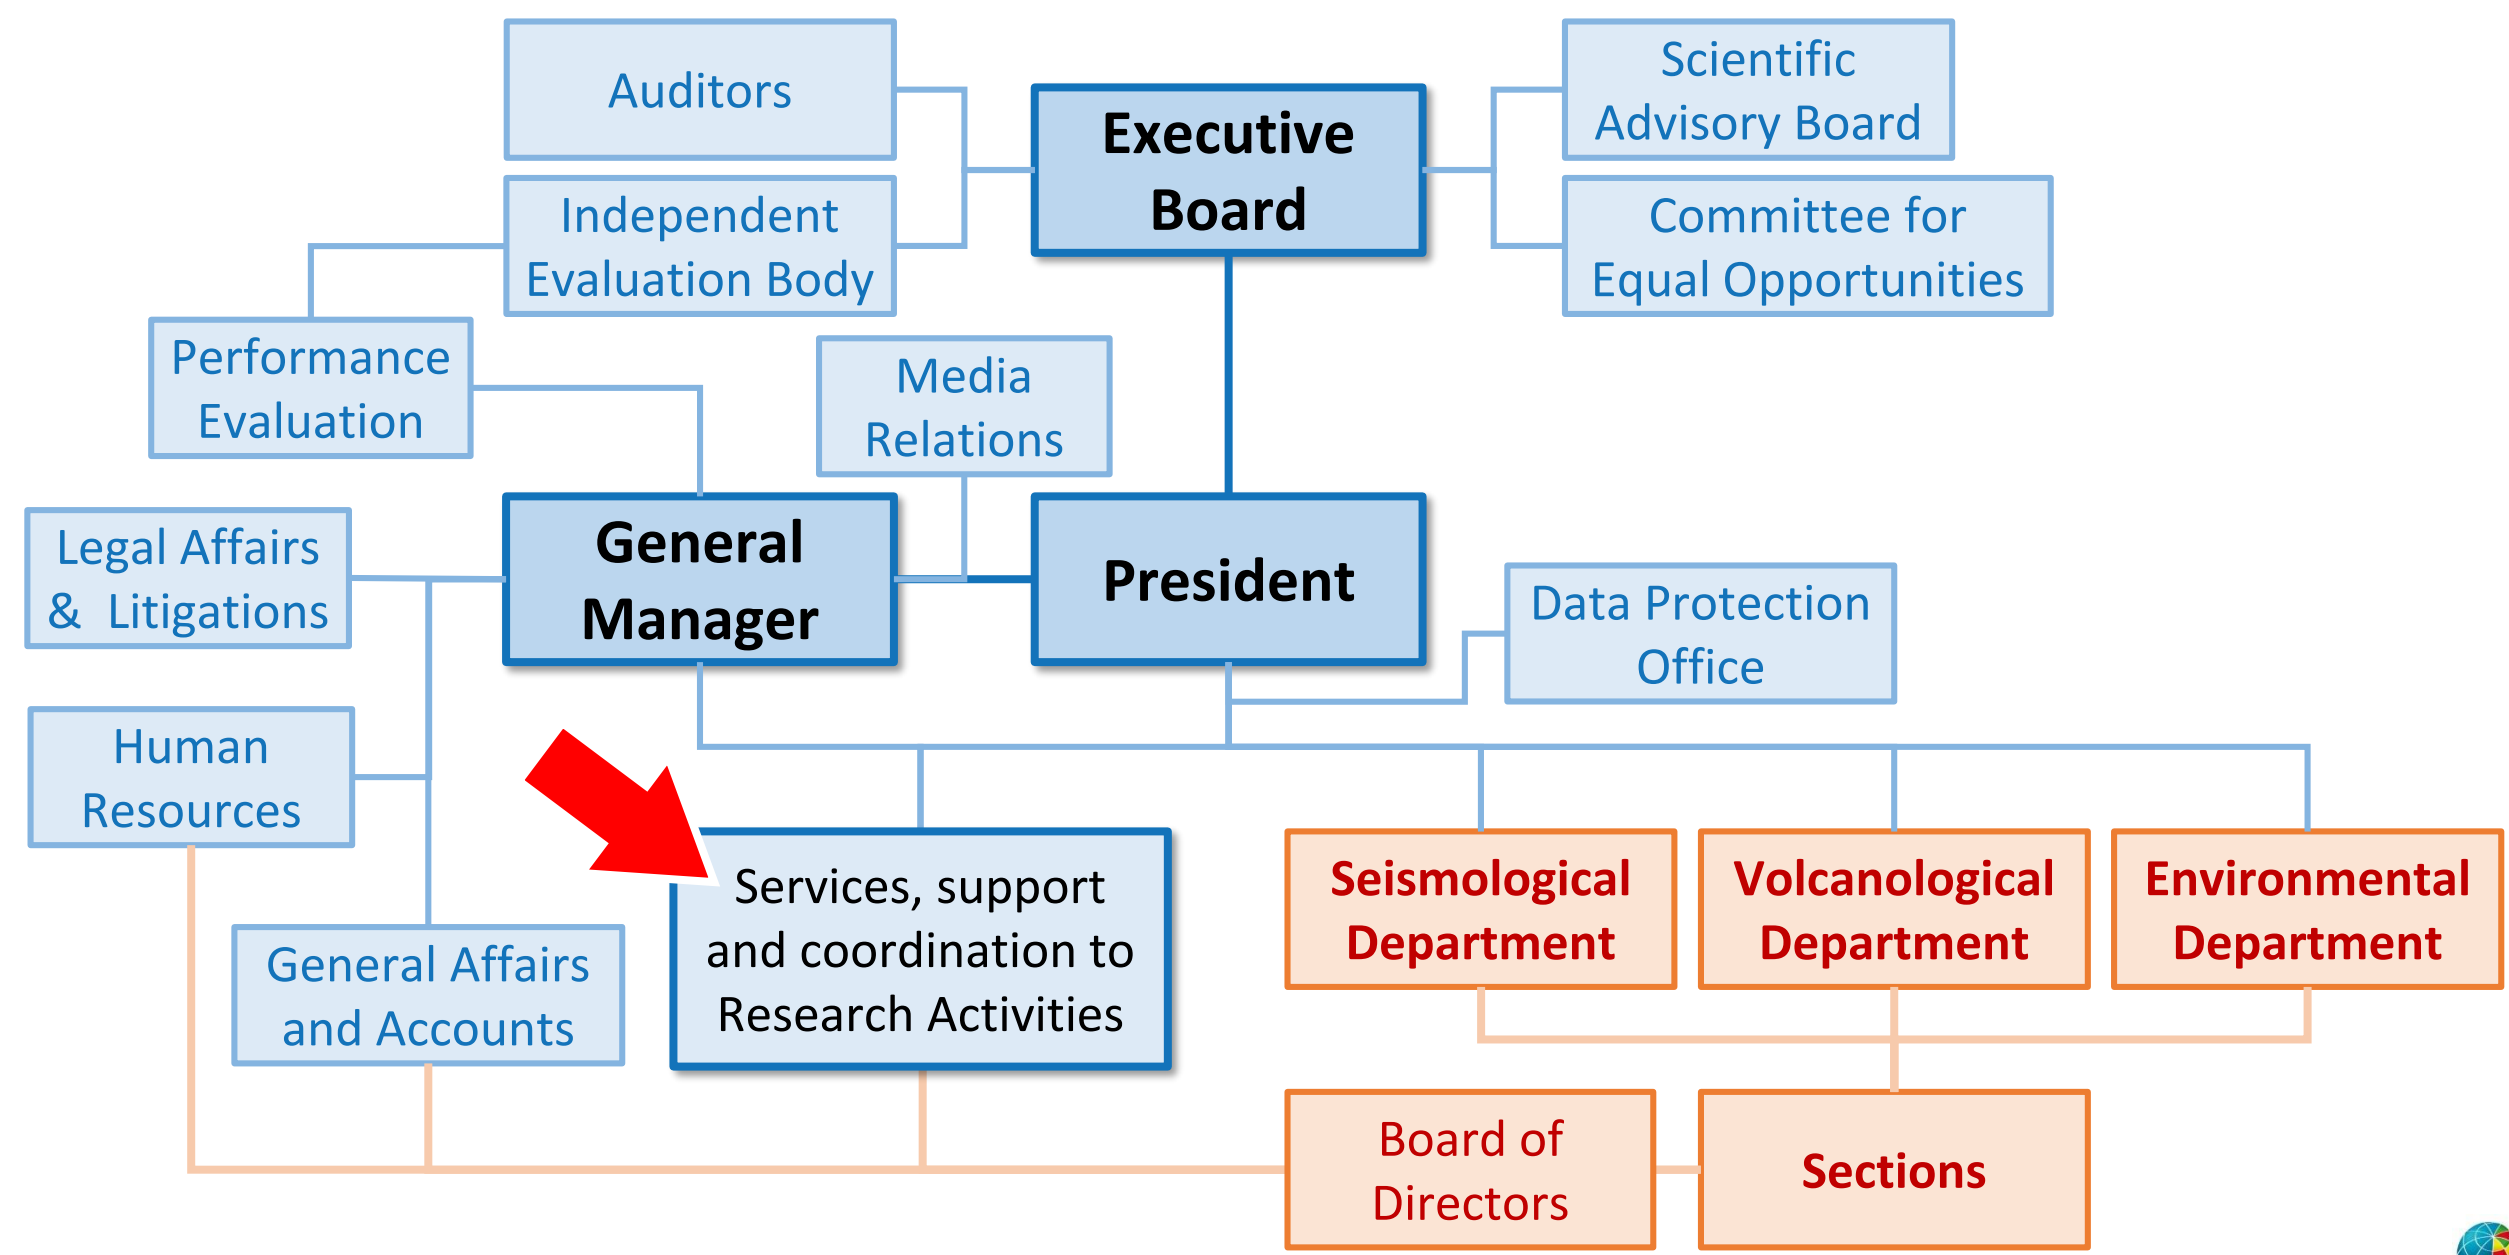 Auditors
Executive
Board
Scientific
Advisory Board
Independent
Evaluation Body
Committee for
Equal Opportunities
Performance
Evaluation
Media
Relations
Legal Affairs
& Litigations
General
Manager
President
Data Protection
Office
Human
Resources
General Affairs
and Accounts
Services, support
and coordination to
Research Activities
Seismological
Department
Volcanological
Department
Environmental
Department
Board of
Directors
Sections